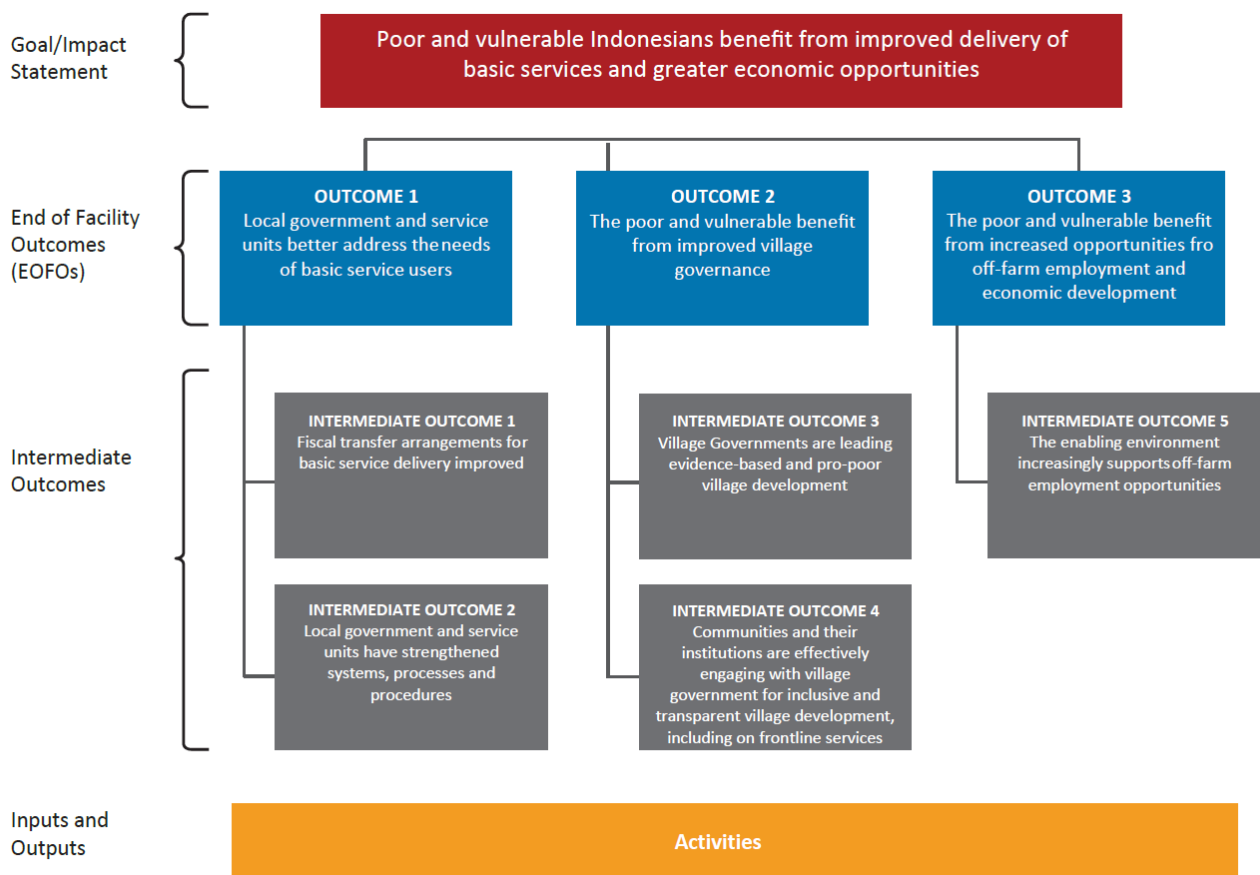 Goal/Impact
Statement
Poor and vulnerable Indonesians benefit from improved delivery of
basic services and greater economic opportunities
End of Facility
Outcomes
(EOFOs)
OUTCOME 1
Local government and service
units better address the needs
of basic service users
OUTCOME 2
The poor and vulnerable benefit
from improved village
governance
OUTCOME 3
The poor and vulnerable benefit
from increased opportunities fro
off-farm employment and
economic development
Intermediate
Outcomes
INTERMEDIATE OUTCOME 1
Fiscal transfer arrangements for
basic service delivery improved
INTERMEDIATE OUTCOME 3
Village Governments are leading
evidence-based and pro-poor
village development
INTERMEDIATE OUTCOME 5
The enabling environment
increasingly supports off-farm
employment opportunities
INTERMEDIATE OUTCOME 2
Local government and service
units have strengthened
systems, processes and
procedures
INTERMEDIATE OUTCOME 4
Communities and their
institutions are effectively
engaging with village
government for inclusive and
transparent village development,
including on frontline services
Inputs and
Outputs
Activities